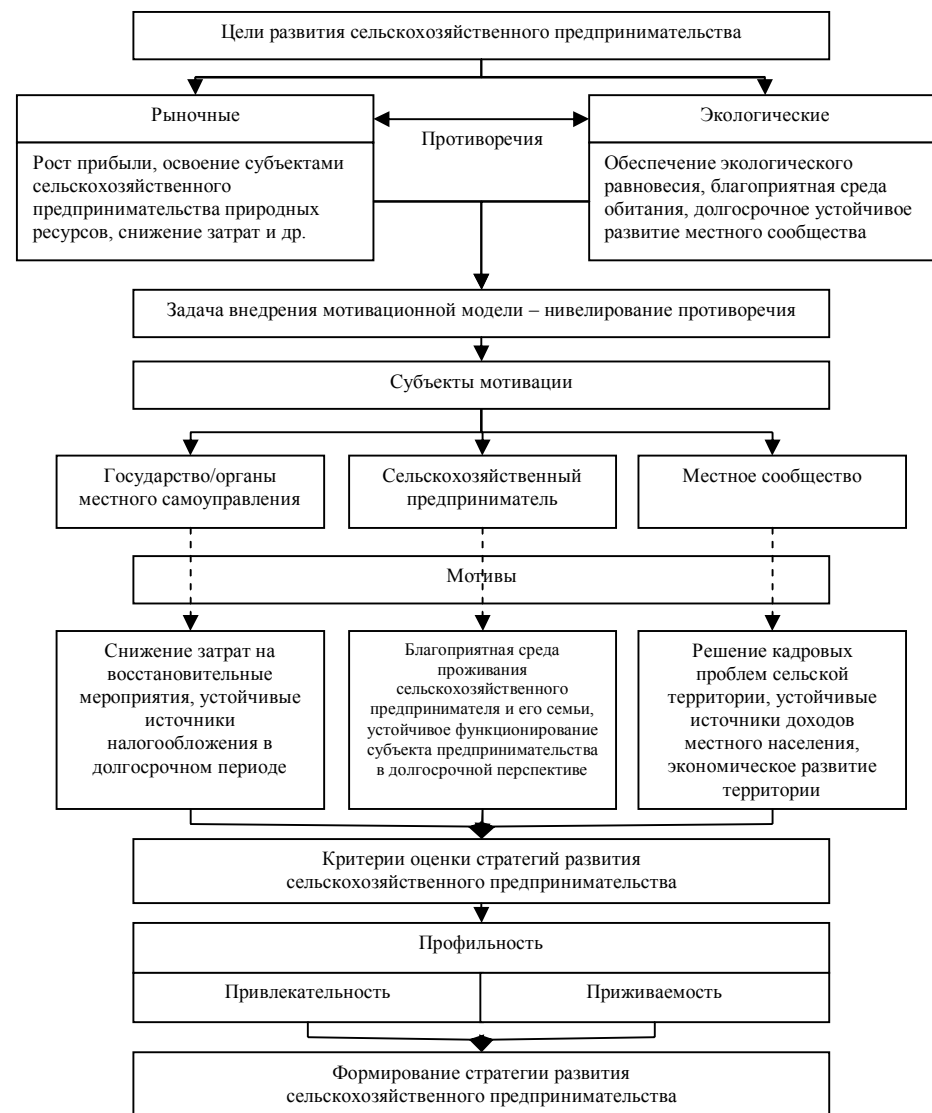 Цели развития сельскохозяйственного предпринимательства
Рыночные
Противоречия
Экологические
Рост прибыли, освоение субъектами
сельскохозяйственного
предпринимательства природных
ресурсов, снижение затрат и др.
Обеспечение экологического
равновесия, благоприятная среда
обитания, долгосрочное устойчивое
развитие местного сообщества
Задача внедрения мотивационной модели – нивелирование противоречия
Субъекты мотивации
Государство/органы
местного самоуправления
Сельскохозяйственный
предприниматель
Местное сообщество
Мотивы
Снижение затрат на
восстановительные
мероприятия, устойчивые
источники
налогообложения в
долгосрочном периоде
Благоприятная среда
проживания
сельскохозяйственного
предпринимателя и его семьи,
устойчивое функционирование
субъекта предпринимательства
в долгосрочной перспективе
Решение кадровых
проблем сельской
территории, устойчивые
источники доходов
местного населения,
экономическое развитие
территории
Критерии оценки стратегий развития
сельскохозяйственного предпринимательства
Профильность
Привлекательность
Приживаемость
Формирование стратегии развития
сельскохозяйственного предпринимательства